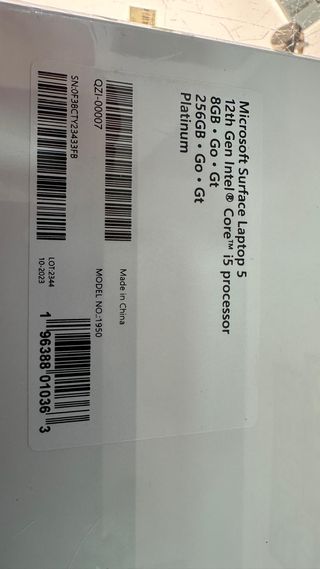 Microsoft Surface Laptop 5
12th Gen Intel® Core™ i5 processor
8GB • Go • Gt
256GB • Go • Gt
Platinum
QZI-00007
Made in China
MODEL NO.:1950
SN:0F38CTV23433FB
LOT:2344
10-2023
1 96388 01036 3